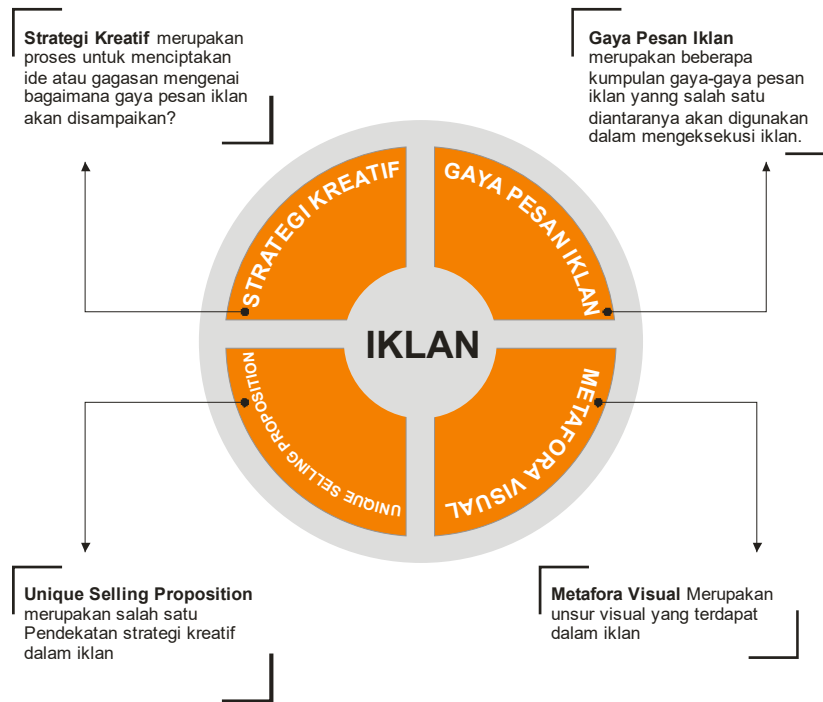 Strategi Kreatif merupakan
proses untuk menciptakan
ide atau gagasan mengenai
bagaimana gaya pesan iklan
akan disampaikan?
Gaya Pesan Iklan
merupakan beberapa
kumpulan gaya-gaya pesan
iklan yanng salah satu
diantaranya akan digunakan
dalam mengeksekusi iklan.
STRATEGI KREATIF
GAYA PESAN IKLAN
IKLAN
UNIQUE SELLING PROPOSITION
METAFORA VISUAL
Unique Selling Proposition
merupakan salah satu
Pendekatan strategi kreatif
dalam iklan
Metafora Visual Merupakan
unsur visual yang terdapat
dalam iklan